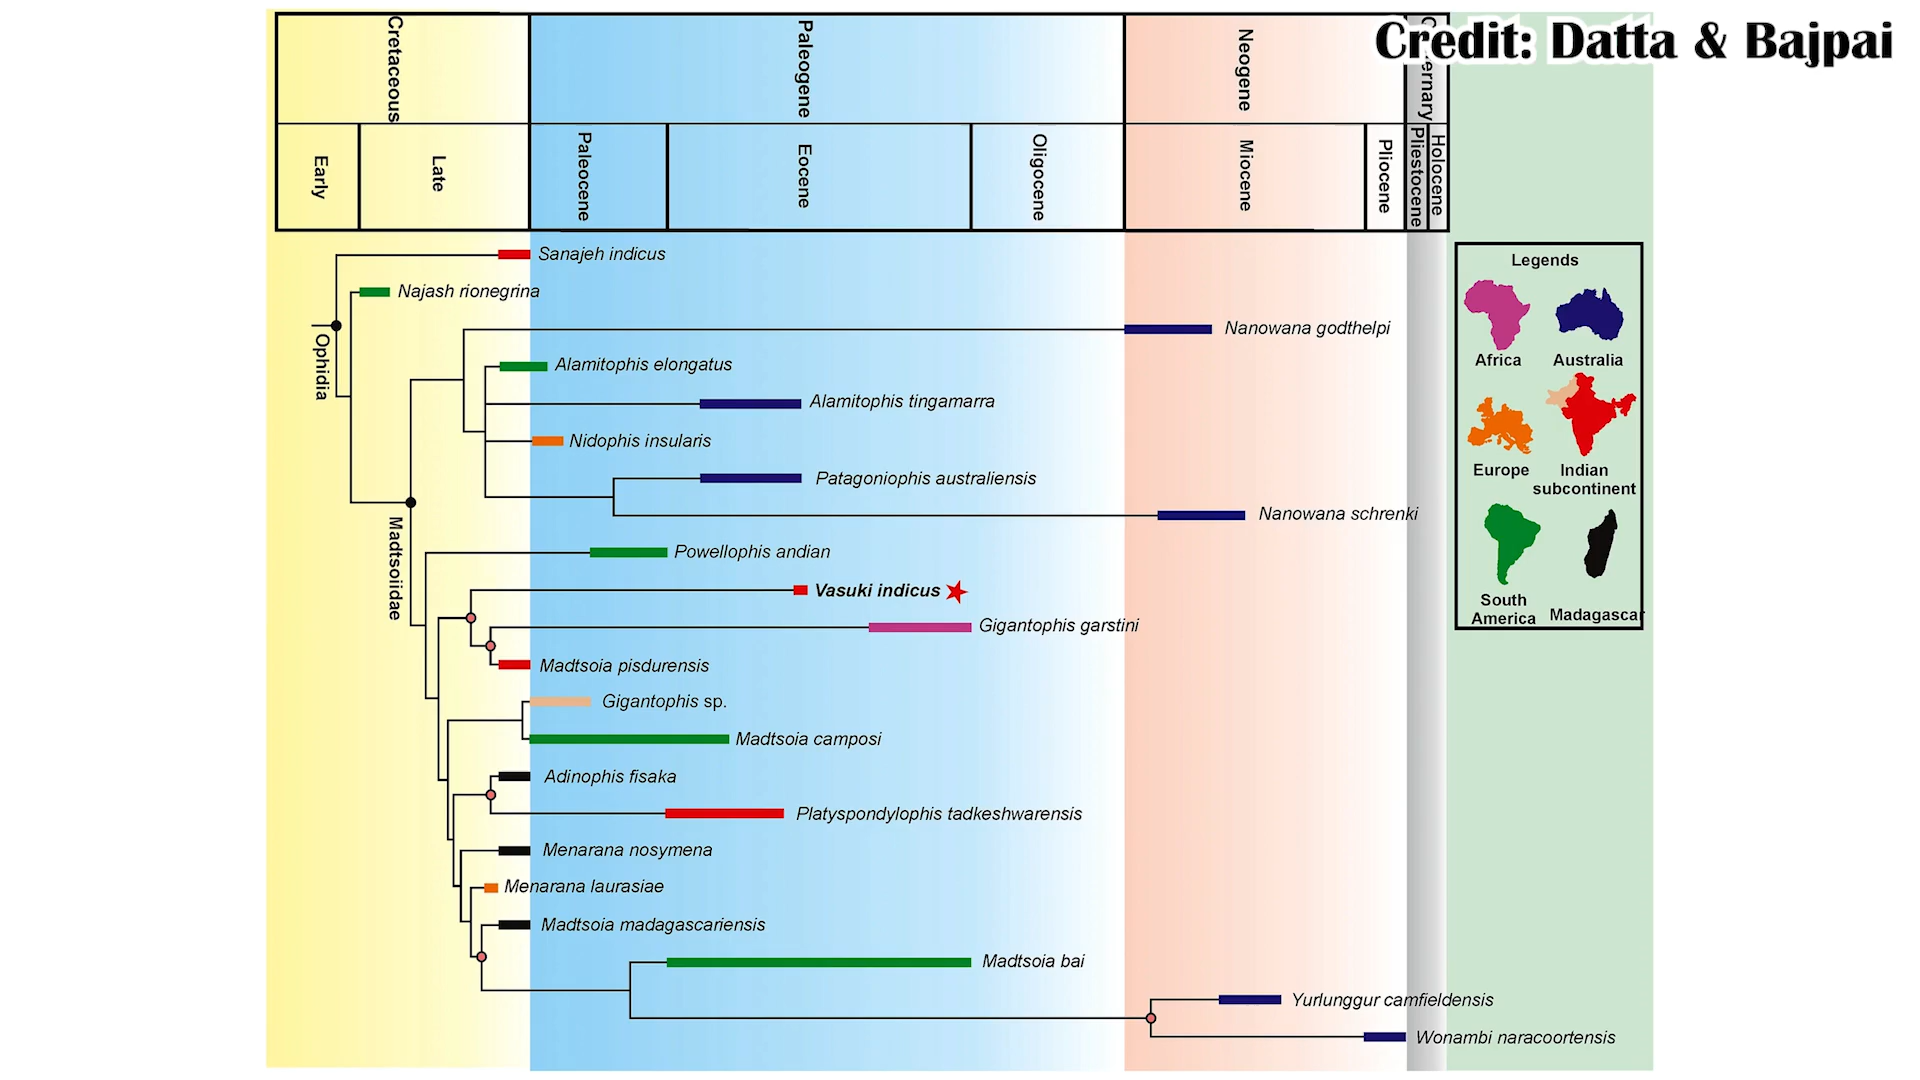 Credit: Datta & Bajpai
Cretaceous
Paleogene
Neogene
Early
Late
Paleocene
Eocene
Oligocene
Miocene
Pliocene
Pliestocene
Holocene
Sanajeh indicus
Najash rionegrina
Ophidia
Nanowana godthelpi
Alamitophis elongatus
Alamitophis tingamarra
Nidophis insularis
Patagoniophis australiensis
Nanowana schrenki
Madtsoiidae
Powellophis andian
Vasuki indicus
Gigantophis garstini
Madtsoia pisdurensis
Gigantophis sp.
Madtsoia camposi
Adinophis fisaka
Platyspondylophis tadkeshwarensis
Menarana nosymena
Menarana laurasiae
Madtsoia madagascariensis
Madtsoia bai
Yurlunggur camfieldensis
Wonambi naracoortensis
Legends
Africa
Australia
Europe
Indian
subcontinent
South
America
Madagascar